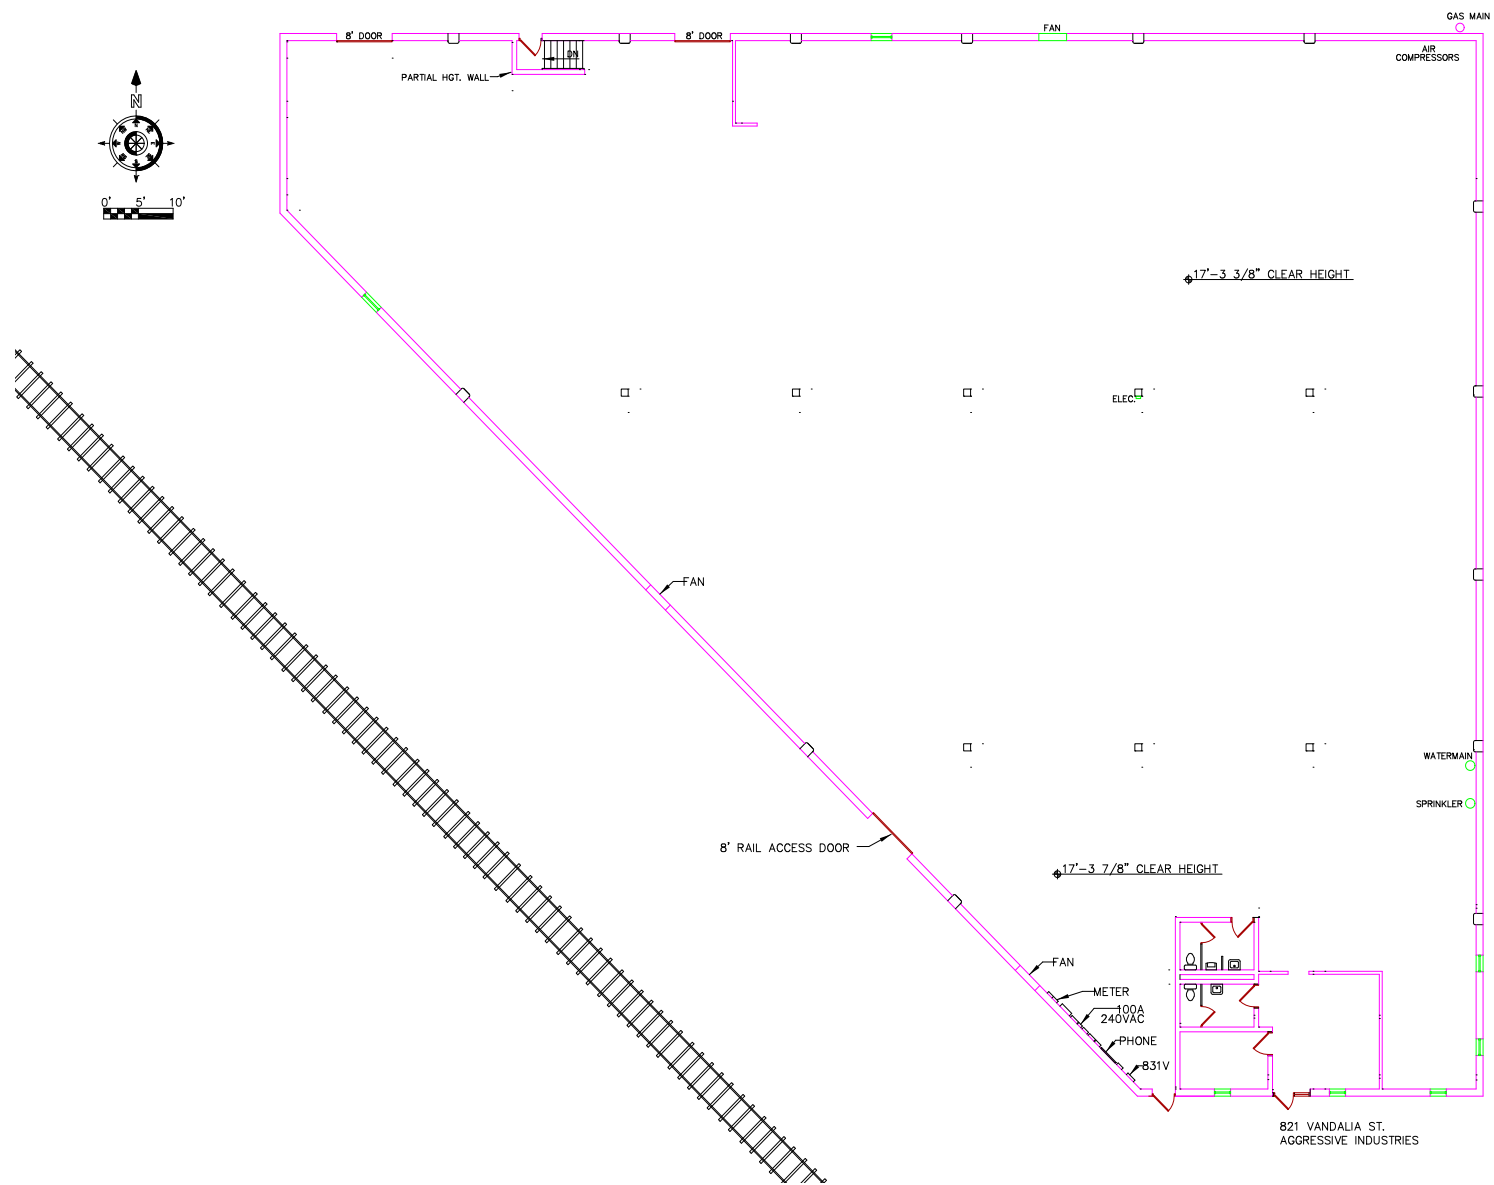 GAS MAIN
8' DOOR
8' DOOR
FAN
DN
AIR
COMPRESSORS
PARTIAL HGT. WALL
N
0' 5' 10'
17'-3 3/8" CLEAR HEIGHT
ELEC.
FAN
WATERMAIN
SPRINKLER
8' RAIL ACCESS DOOR
17'-3 7/8" CLEAR HEIGHT
FAN
METER
100A
240VAC
PHONE
831V
821 VANDALIA ST.
AGGRESSIVE INDUSTRIES